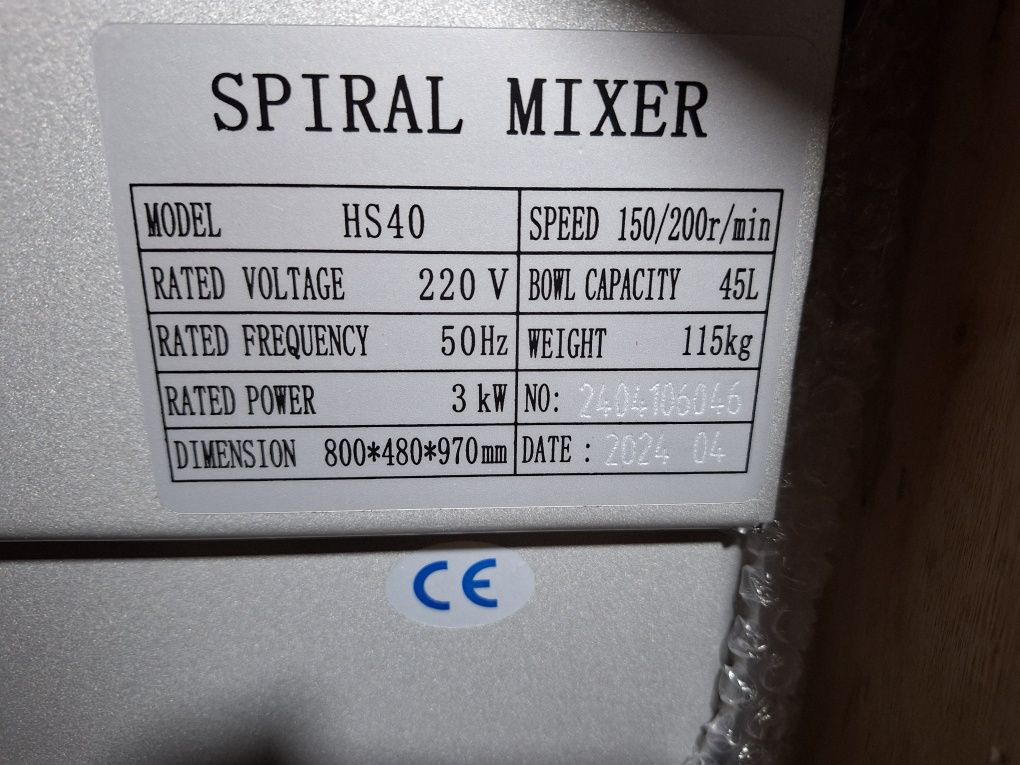 SPIRAL MIXER
MODEL HS40 SPEED 150/200r/min
RATED VOLTAGE 220 V BOWL CAPACITY 45L
RATED FREQUENCY 50Hz WEIGHT 115kg
RATED POWER 3 kW NO: 2404106046
DIMENSION 800*480*970mm DATE : 2024 04
CE